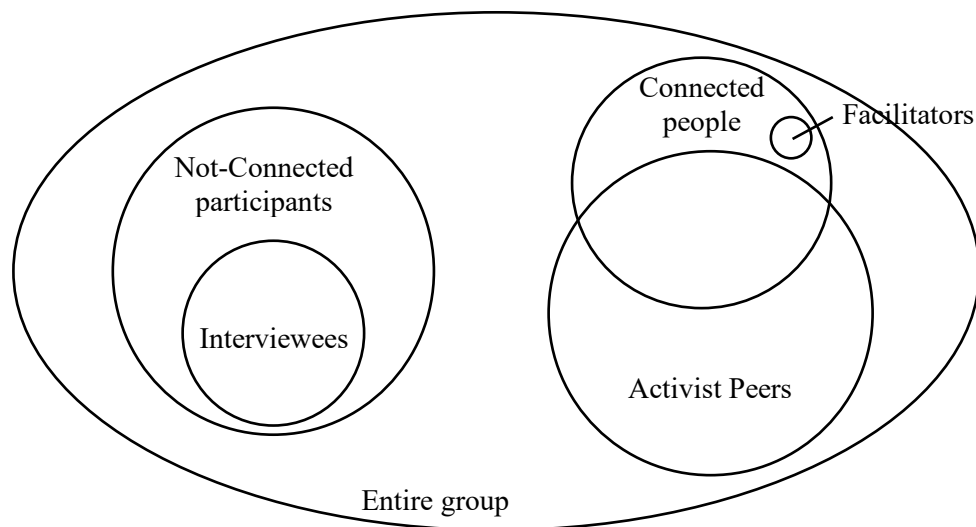 Connected
people
Facilitators
Not-Connected
participants
Interviewees
Activist Peers
Entire group